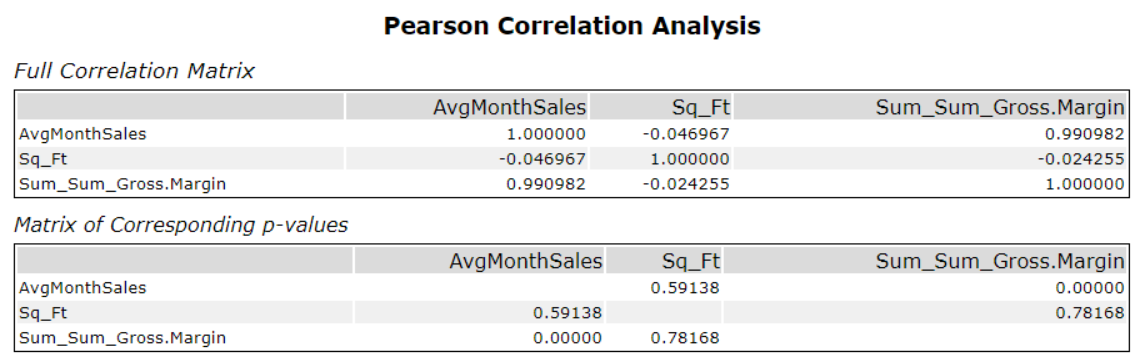 Pearson Correlation Analysis
Full Correlation Matrix
AvgMonthSales Sq_Ft Sum_Sum_Gross.Margin
AvgMonthSales 1.000000 -0.046967 0.990982
Sq_Ft -0.046967 1.000000 -0.024255
Sum_Sum_Gross.Margin 0.990982 -0.024255 1.000000
Matrix of Corresponding p-values
AvgMonthSales Sq_Ft Sum_Sum_Gross.Margin
AvgMonthSales 0.59138 0.00000
Sq_Ft 0.59138 0.78168
Sum_Sum_Gross.Margin 0.00000 0.78168